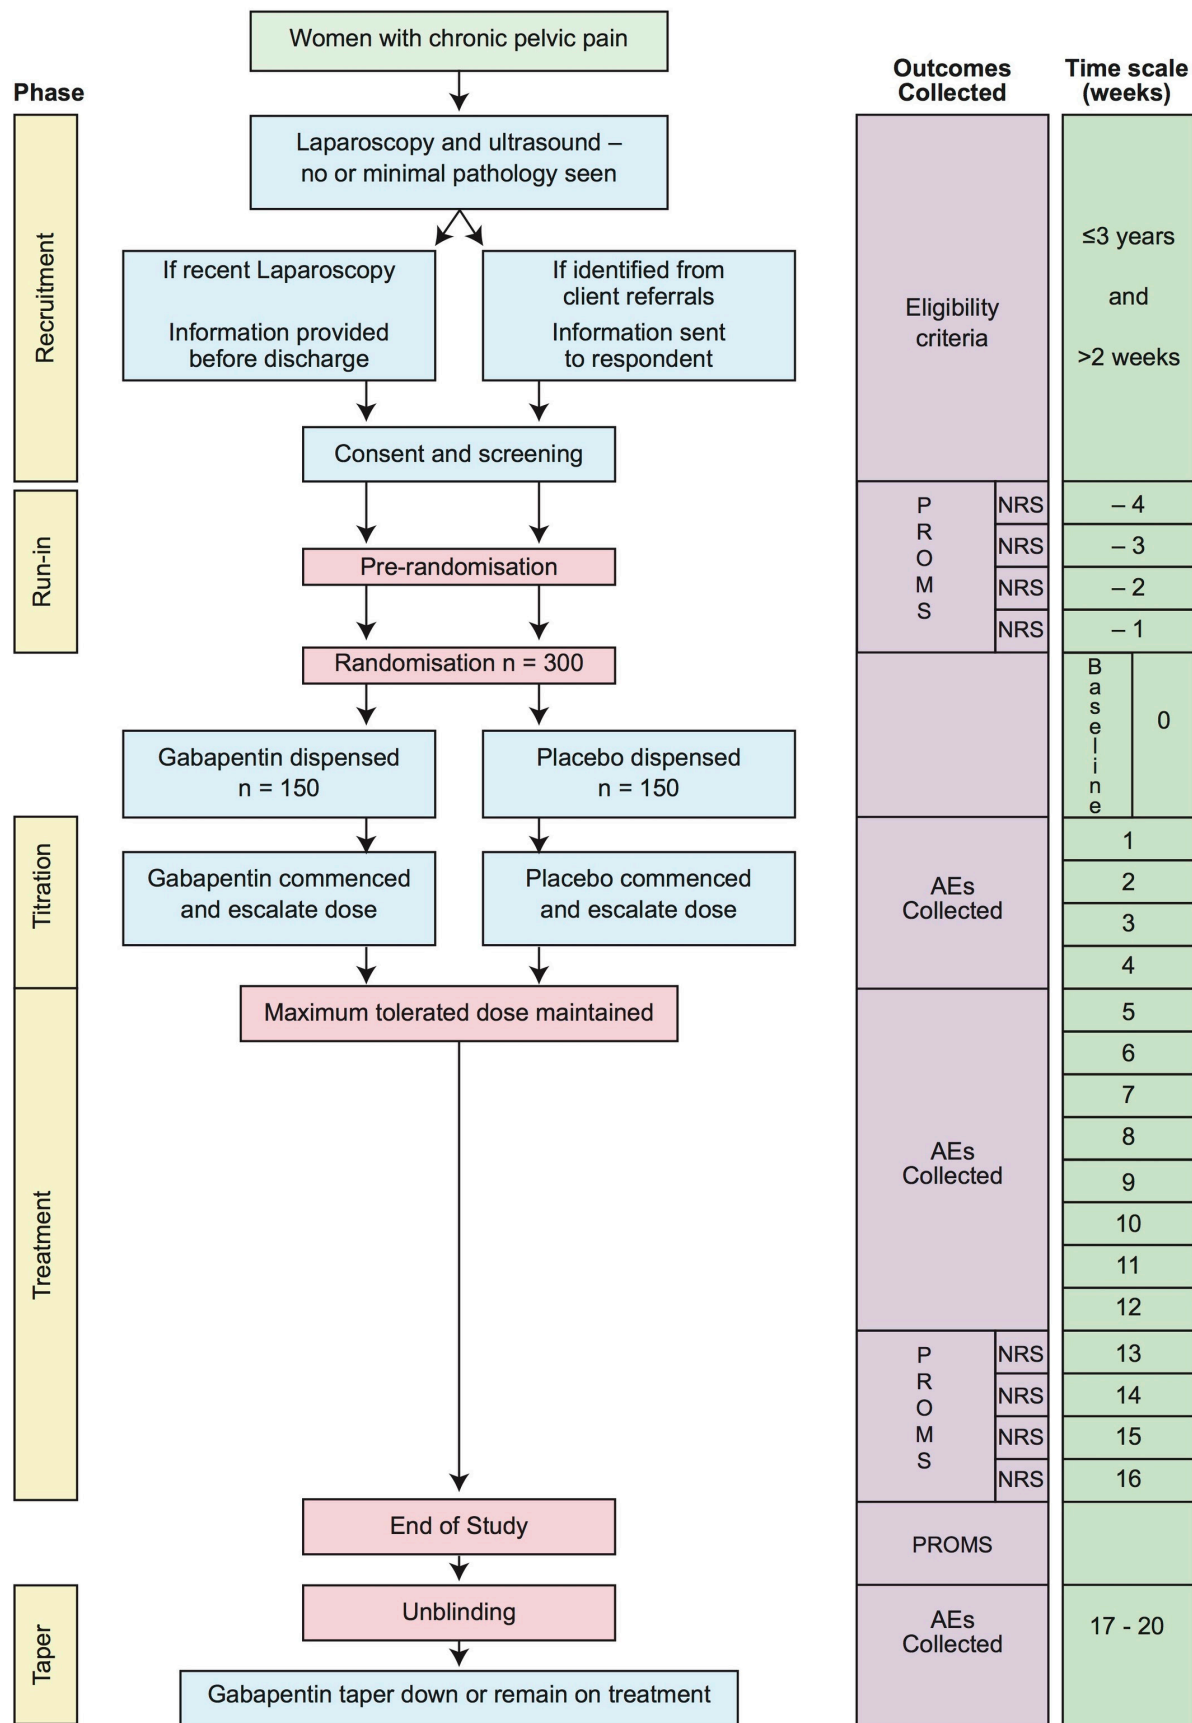 Women with chronic pelvic pain
Phase
Outcomes
Collected
Time scale
(weeks)
Recruitment
Laparoscopy and ultrasound –
no or minimal pathology seen
If recent Laparoscopy
Information provided
before discharge
If identified from
client referrals
Information sent
to respondent
Consent and screening
Eligibility
criteria
≤3 years
and
>2 weeks
Run-in
Pre-randomisation
Randomisation n = 300
PROMS
NRS
– 4
NRS
– 3
NRS
– 2
NRS
– 1
Gabapentin dispensed
n = 150
Placebo dispensed
n = 150
Baseline
0
Titration
Gabapentin commenced
and escalate dose
Placebo commenced
and escalate dose
AEs
Collected
1
2
3
4
Treatment
Maximum tolerated dose maintained
AEs
Collected
5
6
7
8
9
10
11
12
PROMS
NRS
13
NRS
14
NRS
15
NRS
16
End of Study
PROMS
Taper
Unblinding
Gabapentin taper down or remain on treatment
AEs
Collected
17 - 20